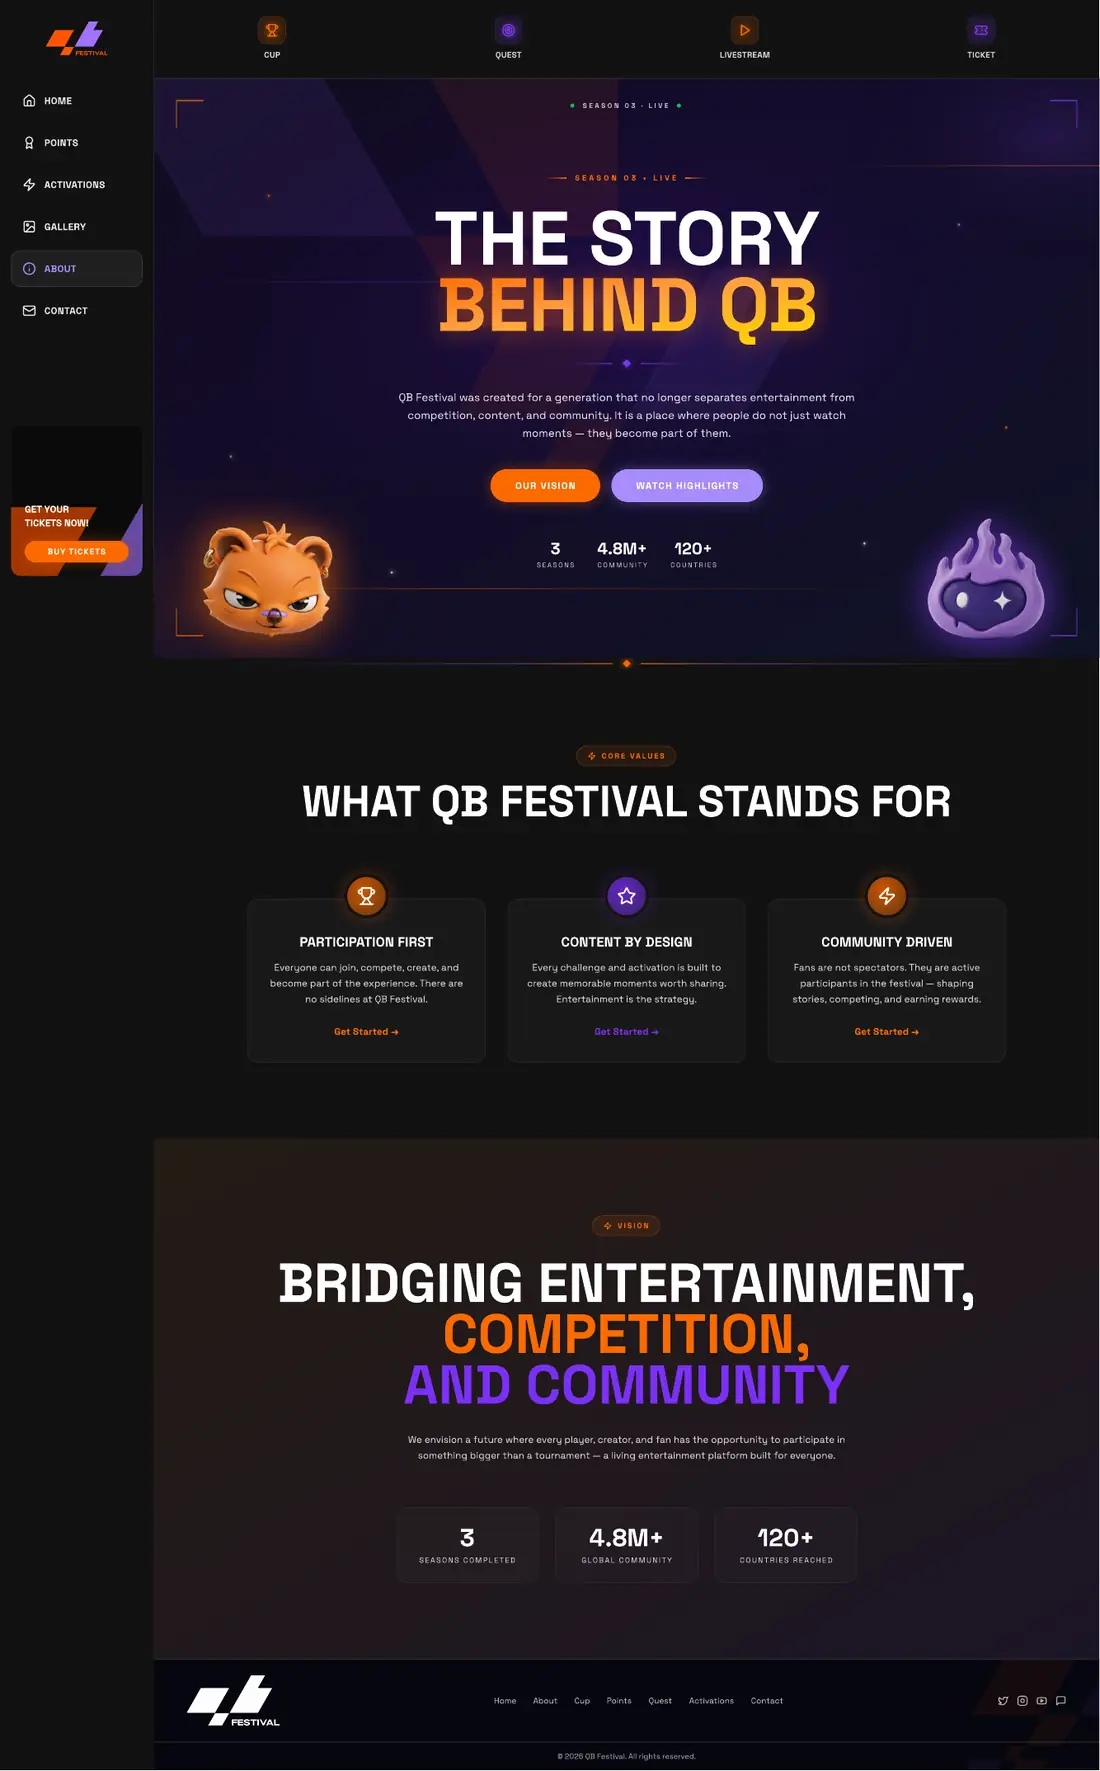 FESTIVAL
HOME
POINTS
ACTIVATIONS
GALLERY
ABOUT
CONTACT
GET YOUR
TICKETS NOW!
BUY TICKETS
CUP
QUEST
LIVESTREAM
TICKET
SEASON 03 · LIVE
SEASON 03 • LIVE
THE STORY
BEHIND QB
QB Festival was created for a generation that no longer separates entertainment from
competition, content, and community. It is a place where people do not just watch
moments — they become part of them.
OUR VISION
WATCH HIGHLIGHTS
3
SEASONS
4.8M+
COMMUNITY
120+
COUNTRIES
CORE VALUES
WHAT QB FESTIVAL STANDS FOR
PARTICIPATION FIRST
Everyone can join, compete, create, and
become part of the experience. There are
no sidelines at QB Festival.
Get Started →
CONTENT BY DESIGN
Every challenge and activation is built to
create memorable moments worth sharing.
Entertainment is the strategy.
Get Started →
COMMUNITY DRIVEN
Fans are not spectators. They are active
participants in the festival — shaping
stories, competing, and earning rewards.
Get Started →
VISION
BRIDGING ENTERTAINMENT,
COMPETITION,
AND COMMUNITY
We envision a future where every player, creator, and fan has the opportunity to participate in
something bigger than a tournament — a living entertainment platform built for everyone.
3
SEASONS COMPLETED
4.8M+
GLOBAL COMMUNITY
120+
COUNTRIES REACHED
FESTIVAL
Home About Cup Points Quest Activations Contact
© 2026 QB Festival. All rights reserved.